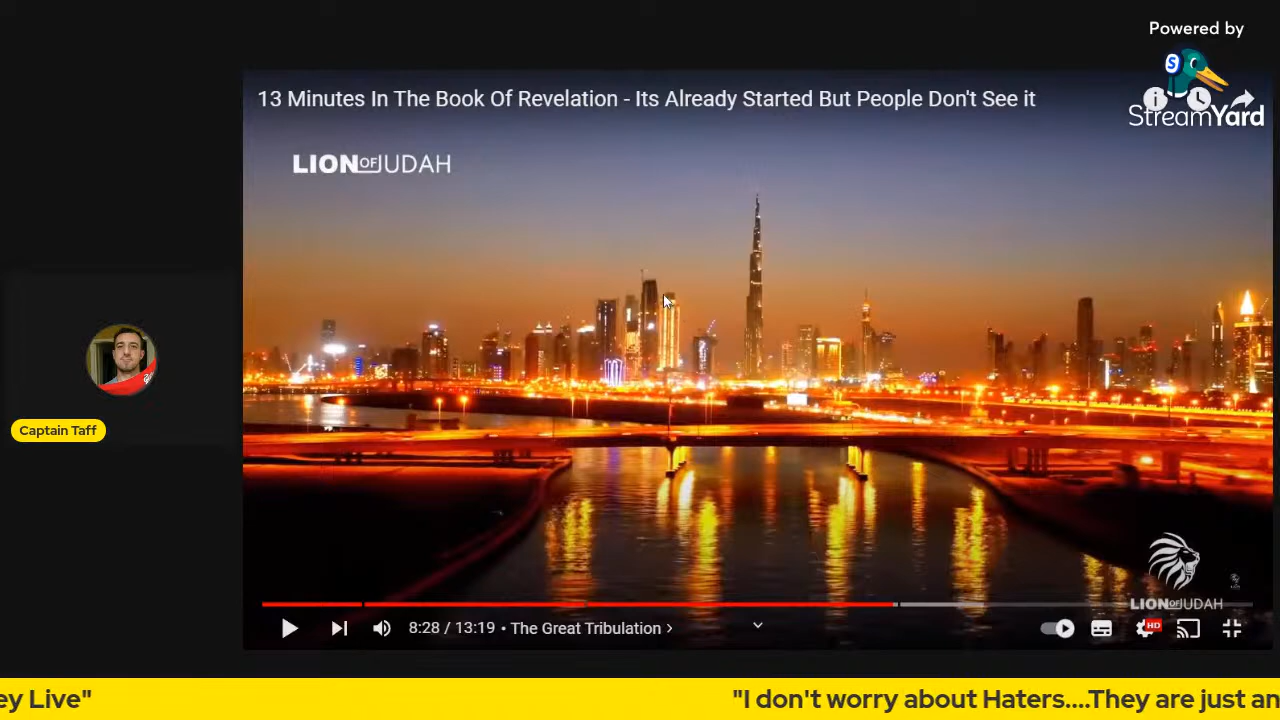 Powered by
StreamYard
13 Minutes In The Book Of Revelation - Its Already Started But People Don't See it
LION OF JUDAH
Captain Taff
LION OF JUDAH
8:28 / 13:19 • The Great Tribulation ›
HD
ey Live"
"I don't worry about Haters....They are just an